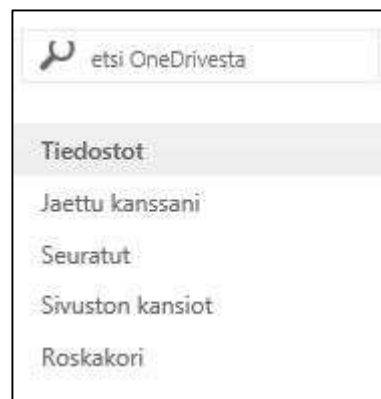 etsi OneDrivesta
Tiedostot
Jaettu kanssani
Seuratut
Sivuston kansiot
Roskakori